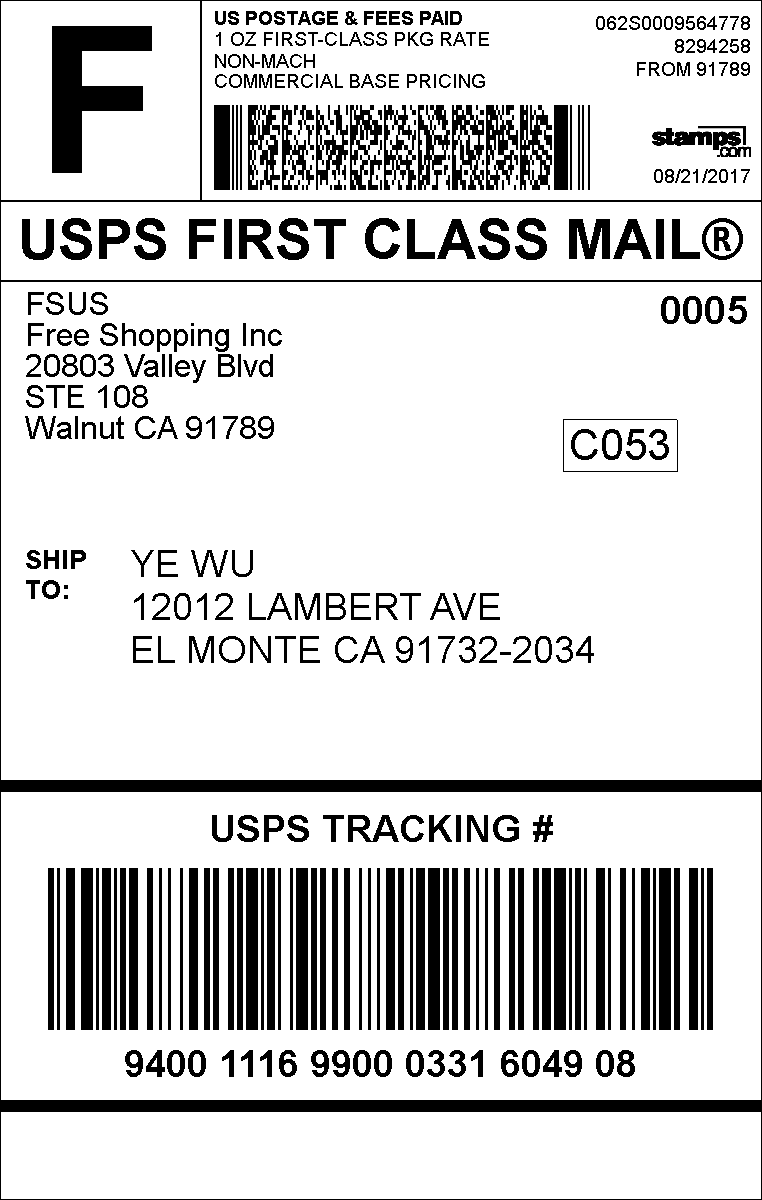 F
US POSTAGE & FEES PAID
1 OZ FIRST-CLASS PKG RATE
NON-MACH
COMMERCIAL BASE PRICING
062S0009564778
8294258
FROM 91789
stamps
.com
08/21/2017
USPS FIRST CLASS MAIL®
FSUS
Free Shopping Inc
20803 Valley Blvd
STE 108
Walnut CA 91789
0005
C053
SHIP
TO:
YE WU
12012 LAMBERT AVE
EL MONTE CA 91732-2034
USPS TRACKING #
9400 1116 9900 0331 6049 08